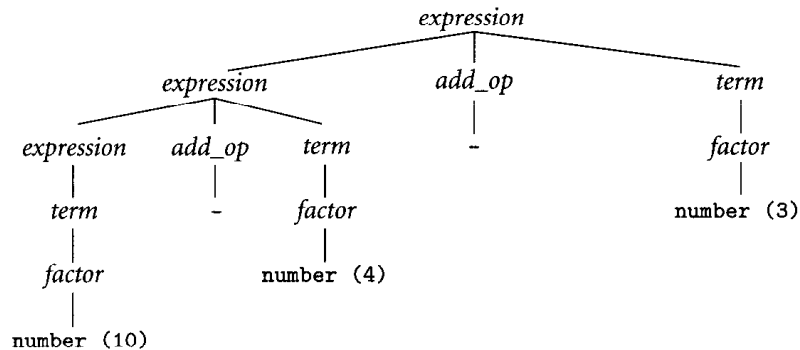 expression
expression add_op term
expression add_op term - factor
term - factor number (3)
factor number (4)
number (10)